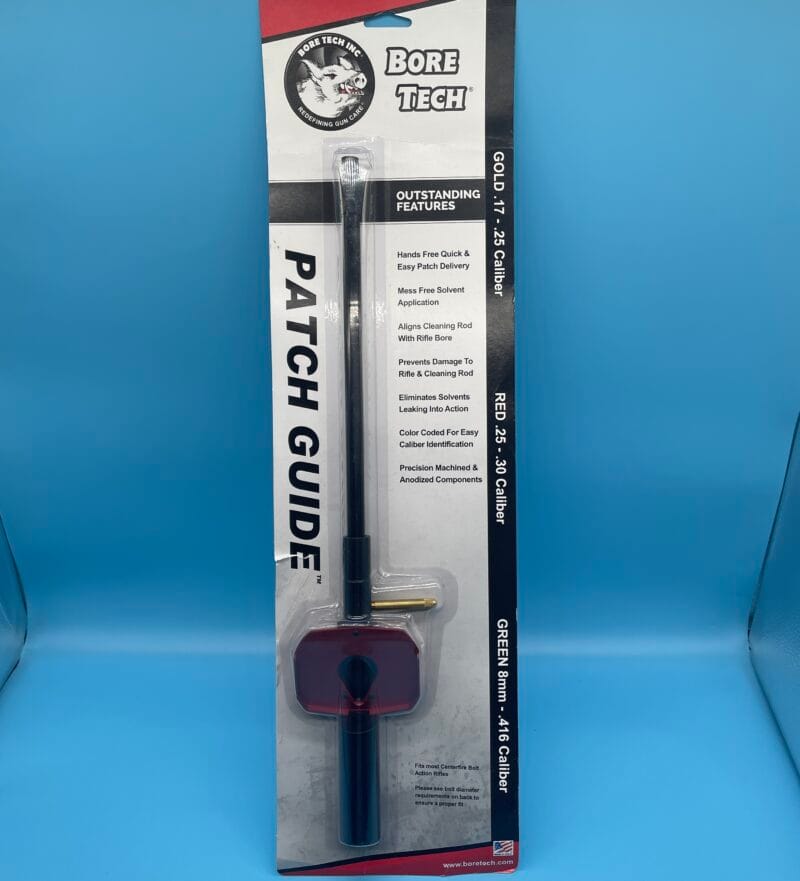 BORE TECH INC
REDEFINING GUN CARE
BORE
TECH®
OUTSTANDING
FEATURES
Hands Free Quick &
Easy Patch Delivery
Mess Free Solvent
Application
Aligns Cleaning Rod
With Rifle Bore
Prevents Damage To
Rifle & Cleaning Rod
Eliminates Solvents
Leaking Into Action
Color Coded For Easy
Caliber Identification
Precision Machined &
Anodized Components
PATCH GUIDE™
GOLD .17 - .25 Caliber
RED .25 - .30 Caliber
GREEN 8mm - .416 Caliber
Fits most Centerfire Bolt
Action Rifles
Please see bolt diameter
requirements on back to
ensure a proper fit
www.boretech.com